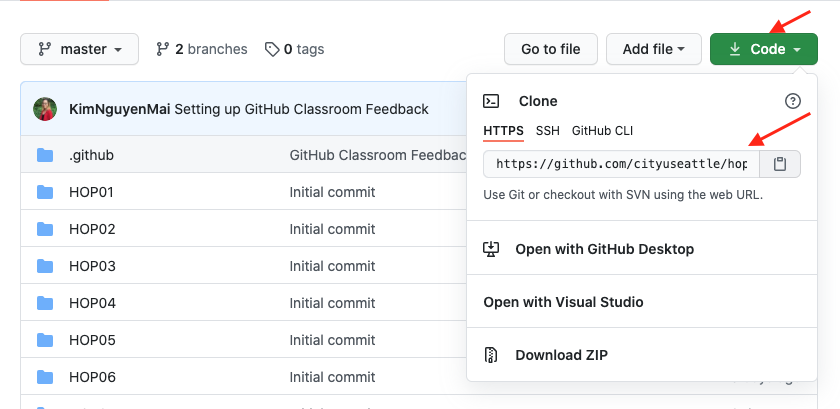 master 2 branches 0 tags Go to file Add file Code
KimNguyenMai Setting up GitHub Classroom Feedback
Clone
HTTPS SSH GitHub CLI
.github GitHub Classroom Feedbac
https://github.com/cityuseattle/hop
HOP01 Initial commit
Use Git or checkout with SVN using the web URL.
HOP02 Initial commit
Open with GitHub Desktop
HOP03 Initial commit
HOP04 Initial commit
Open with Visual Studio
HOP05 Initial commit
Download ZIP
HOP06 Initial commit